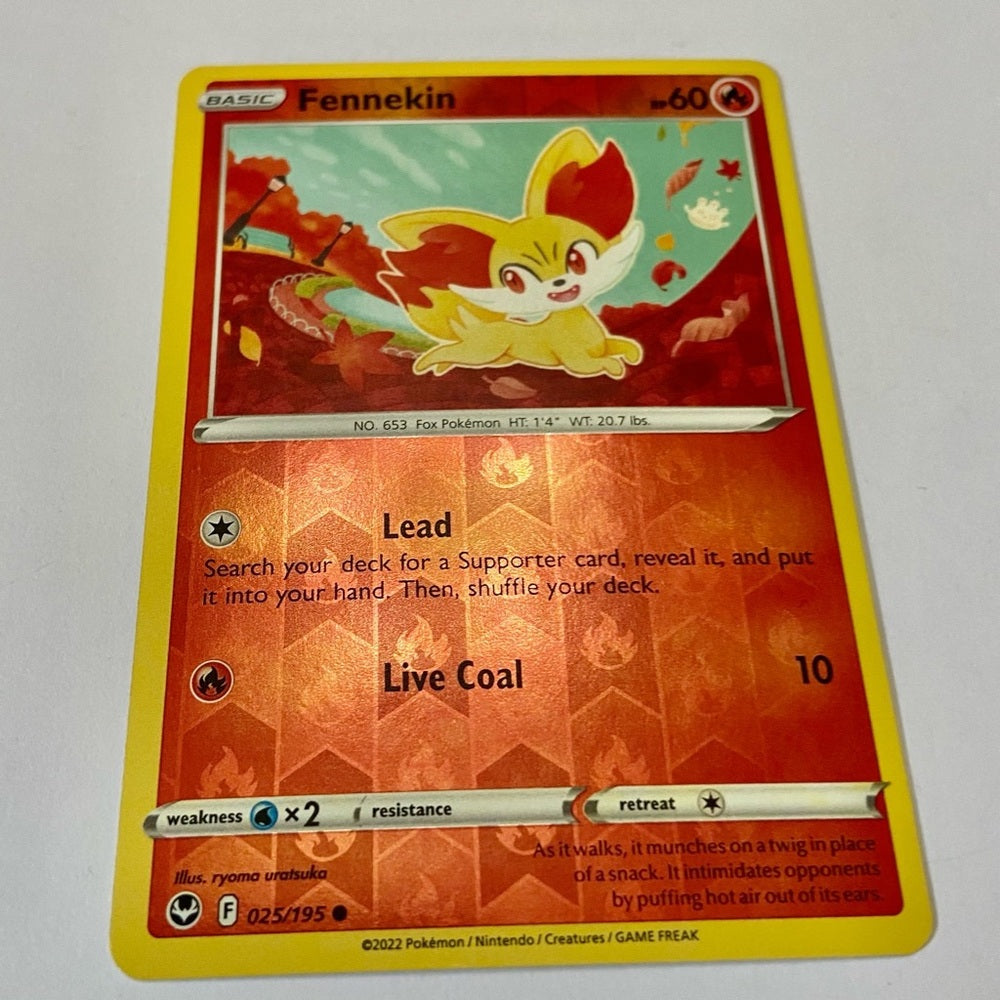 BASIC Fennekin HP60
NO. 653 Fox Pokémon HT: 1'4" WT: 20.7 lbs.
Lead
Search your deck for a Supporter card, reveal it, and put
it into your hand. Then, shuffle your deck.
Live Coal 10
weakness ×2 resistance retreat
As it walks, it munches on a twig in place
of a snack. It intimidates opponents
by puffing hot air out of its ears.
Illus. ryoma uratsuka
F 025/195
©2022 Pokémon / Nintendo / Creatures / GAME FREAK